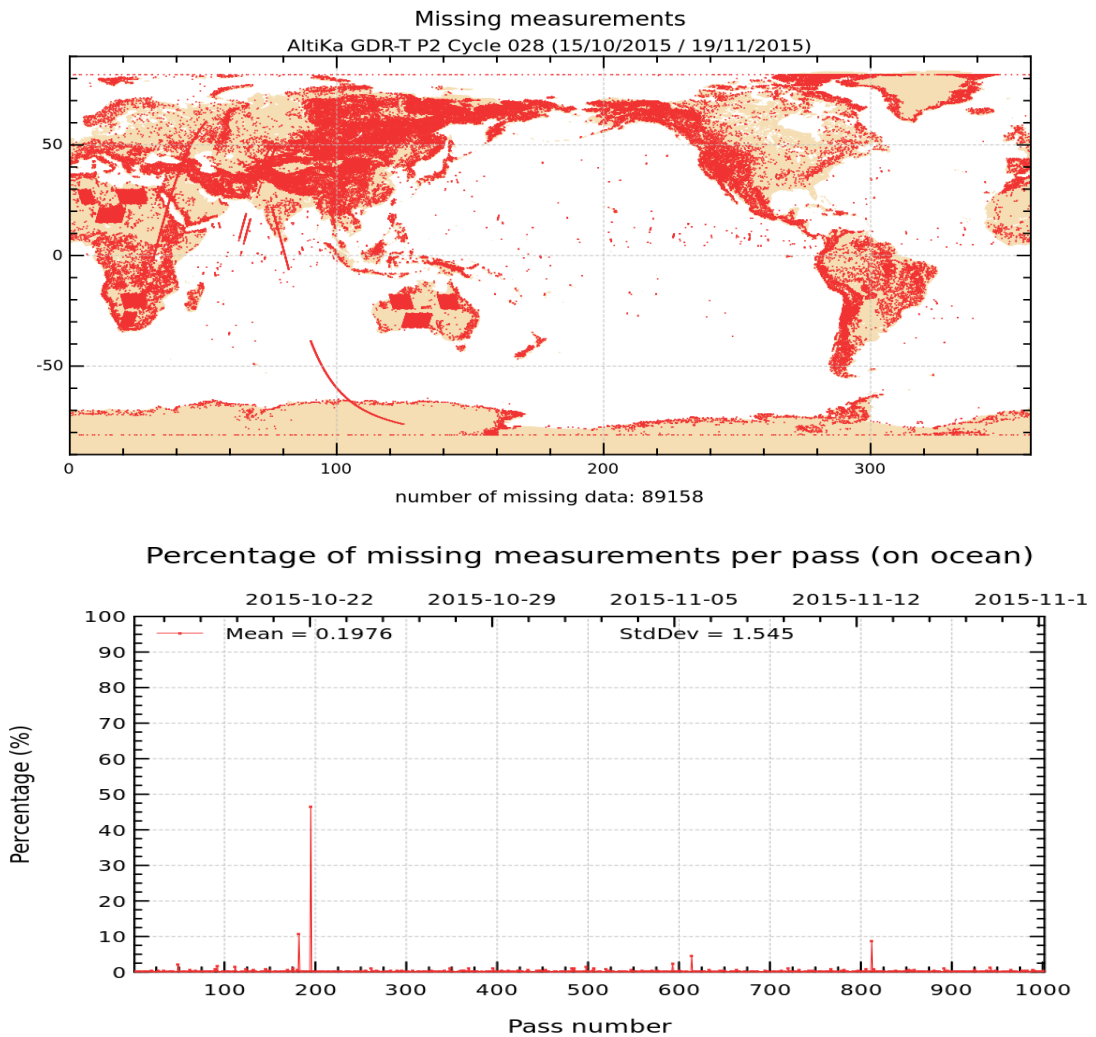 Missing measurements
AltiKa GDR-T P2 Cycle 028 (15/10/2015 / 19/11/2015)
50
0
-50
0 100 200 300
number of missing data: 89158
Percentage of missing measurements per pass (on ocean)
2015-10-22 2015-10-29 2015-11-05 2015-11-12 2015-11-1
100
Mean = 0.1976 StdDev = 1.545
90
80
70
60
50
40
30
20
10
0
Percentage (%)
100 200 300 400 500 600 700 800 900 1000
Pass number